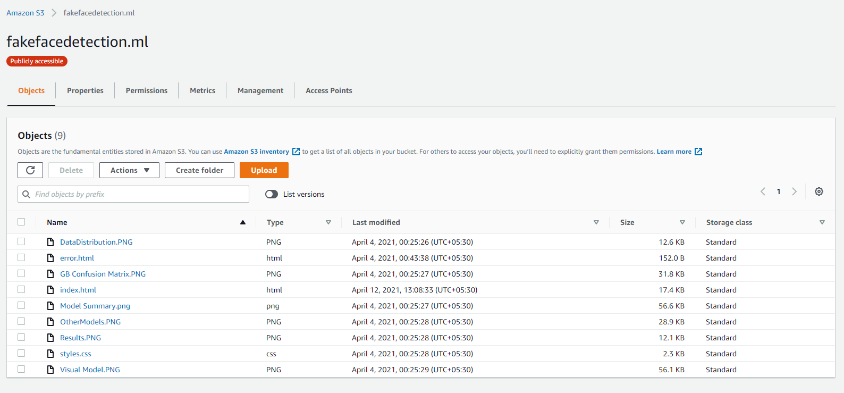 Amazon S3 > fakefacedetection.ml
fakefacedetection.ml
Publicly accessible
Objects Properties Permissions Metrics Management Access Points
Objects (9)
Objects are the fundamental entities stored in Amazon S3. You can use Amazon S3 inventory to get a list of all objects in your bucket. For others to access your objects, you'll need to explicitly grant them permissions. Learn more
Delete Actions Create folder Upload
Find objects by prefix List versions 1
Name Type Last modified Size Storage class
DataDistribution.PNG PNG April 4, 2021, 00:25:26 (UTC+05:30) 12.6 KB Standard
error.html html April 4, 2021, 00:43:38 (UTC+05:30) 152.0 B Standard
GB Confusion Matrix.PNG PNG April 4, 2021, 00:25:27 (UTC+05:30) 31.8 KB Standard
index.html html April 12, 2021, 13:08:33 (UTC+05:30) 17.4 KB Standard
Model Summary.png png April 4, 2021, 00:25:27 (UTC+05:30) 56.6 KB Standard
OtherModels.PNG PNG April 4, 2021, 00:25:28 (UTC+05:30) 28.9 KB Standard
Results.PNG PNG April 4, 2021, 00:25:28 (UTC+05:30) 12.1 KB Standard
styles.css css April 4, 2021, 00:25:28 (UTC+05:30) 2.3 KB Standard
Visual Model.PNG PNG April 4, 2021, 00:25:29 (UTC+05:30) 56.1 KB Standard